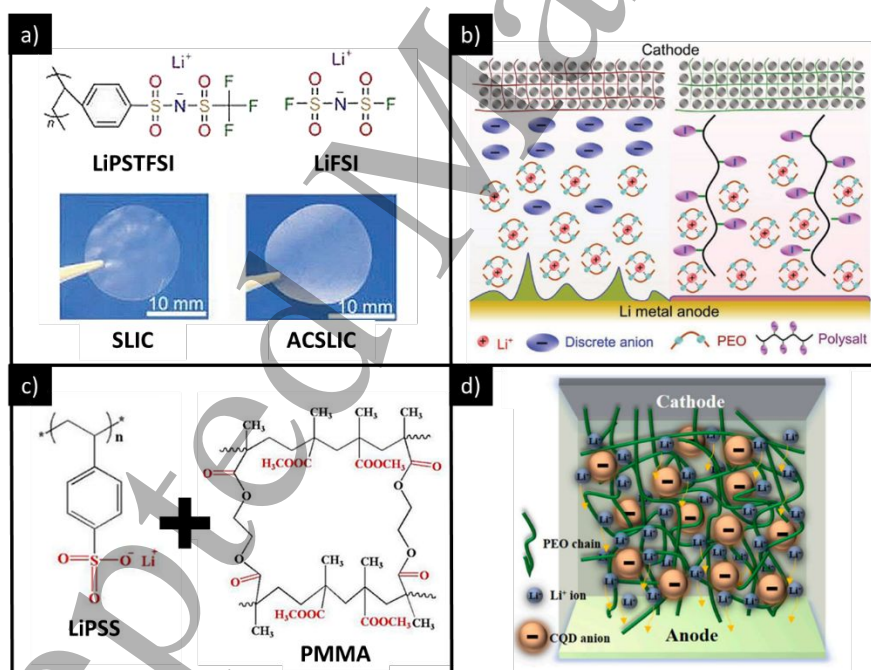 a)
Li⁺
Li⁺
O
O
O
O
F
S
N⁻
S
F
F
n
O
O
F
F
S
N⁻
S
F
O
O
O
O
LiPSTFSI
LiFSI
10 mm
10 mm
SLIC
ACSLIC
b)
Cathode
Li metal anode
Li⁺
Discrete anion
PEO
Polysalt
c)
*
*
n
O
S
O⁻ Li⁺
O
LiPSS
CH₃
CH₃
CH₃
CH₃
O
H₃COOC
COOCH₃
O
O
O
O
O
O
CH₃
CH₃
O
H₃COOC
COOCH₃
CH₃
CH₃
PMMA
d)
Cathode
PEO chain
Li⁺ ion
CQD anion
Anode